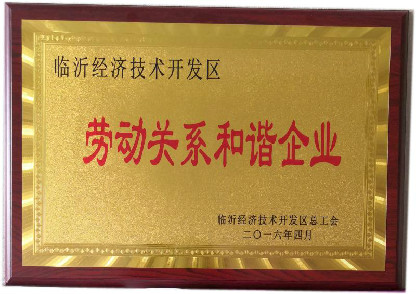 临沂经济技术开发区
劳动关系和谐企业
临沂经济技术开发区总工会
二〇一六年四月